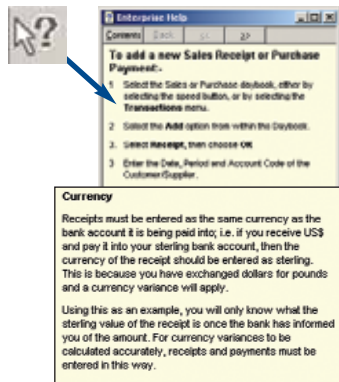 ?
Enterprise Help
Contents Back << >>
To add a new Sales Receipt or Purchase
Payment:-
1 Select the Sales or Purchase daybook, either by
selecting the speed button, or by selecting the
Transactions menu.
2 Select the Add option from within the Daybook.
3. Select Receipt, then choose OK
3 Enter the Date, Period and Account Code of the
Customer/Supplier.
Currency
Receipts must be entered as the same currency as the
bank account it is being paid into; i.e. if you receive US$
and pay it into your sterling bank account, then the
currency of the receipt should be entered as sterling.
This is because you have exchanged dollars for pounds
and a currency variance will apply.
Using this as an example, you will only know what the
sterling value of the receipt is once the bank has informed
you of the amount. For currency variances to be
calculated accurately, receipts and payments must be
entered in this way.